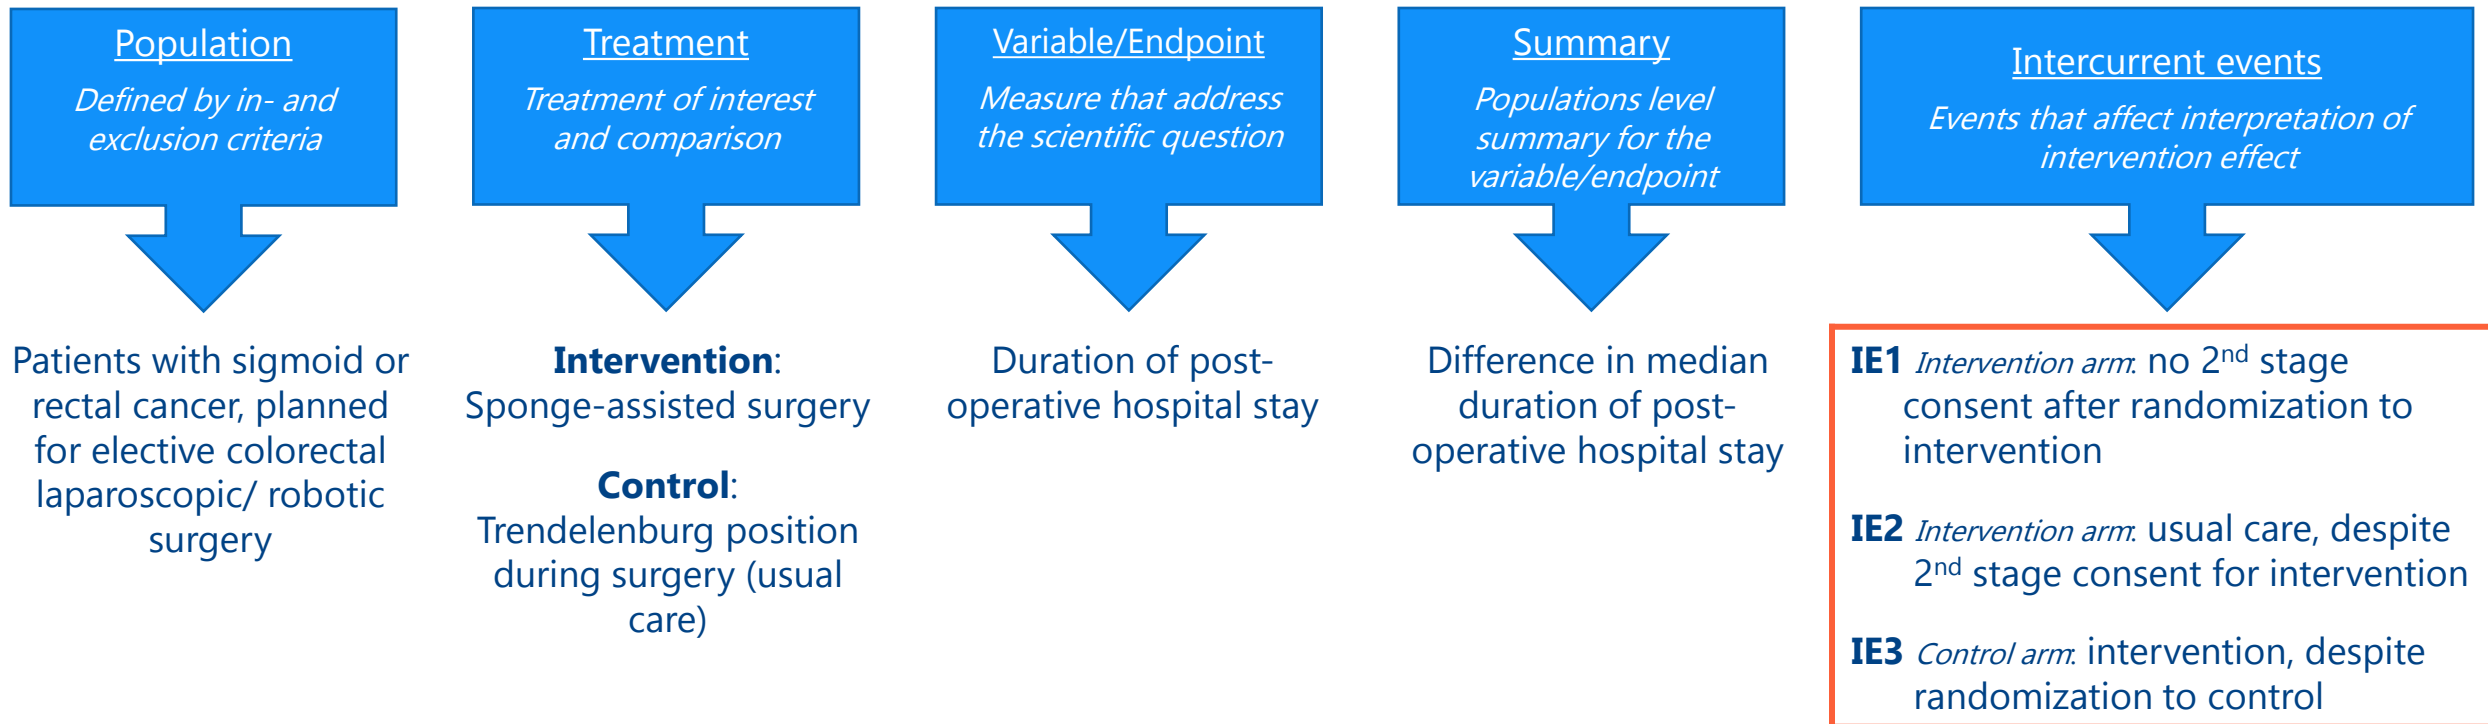 Population
Defined by in- and
exclusion criteria
Patients with sigmoid or
rectal cancer, planned
for elective colorectal
laparoscopic/ robotic
surgery
Treatment
Treatment of interest
and comparison
Intervention:
Sponge-assisted surgery
Control:
Trendelenburg position
during surgery (usual
care)
Variable/Endpoint
Measure that address
the scientific question
Duration of post-
operative hospital stay
Summary
Populations level
summary for the
variable/endpoint
Difference in median
duration of post-
operative hospital stay
Intercurrent events
Events that affect interpretation of
intervention effect
IE1 Intervention arm: no 2nd stage
consent after randomization to
intervention
IE2 Intervention arm: usual care, despite
2nd stage consent for intervention
IE3 Control arm: intervention, despite
randomization to control